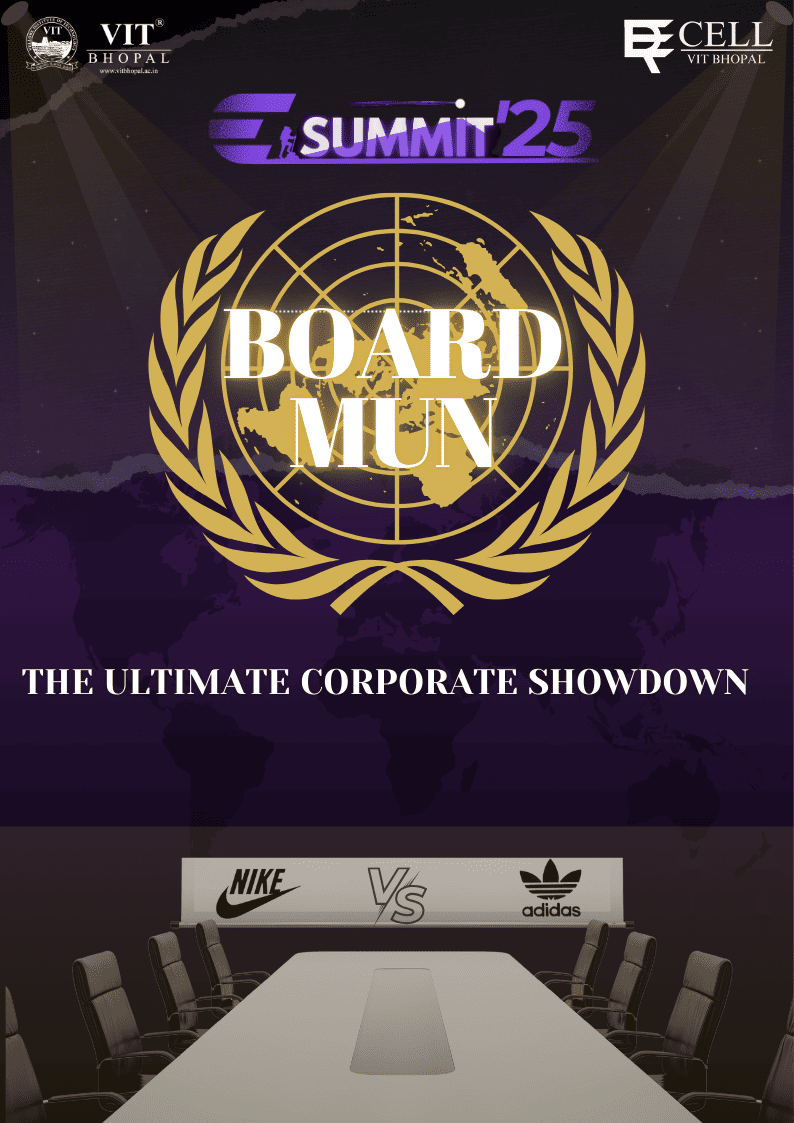 VIT
VIT®
BHOPAL
www.vitbhopal.ac.in
CELL
VIT BHOPAL
E-SUMMIT'25
BOARD
MUN
THE ULTIMATE CORPORATE SHOWDOWN
NIKE
VS
adidas